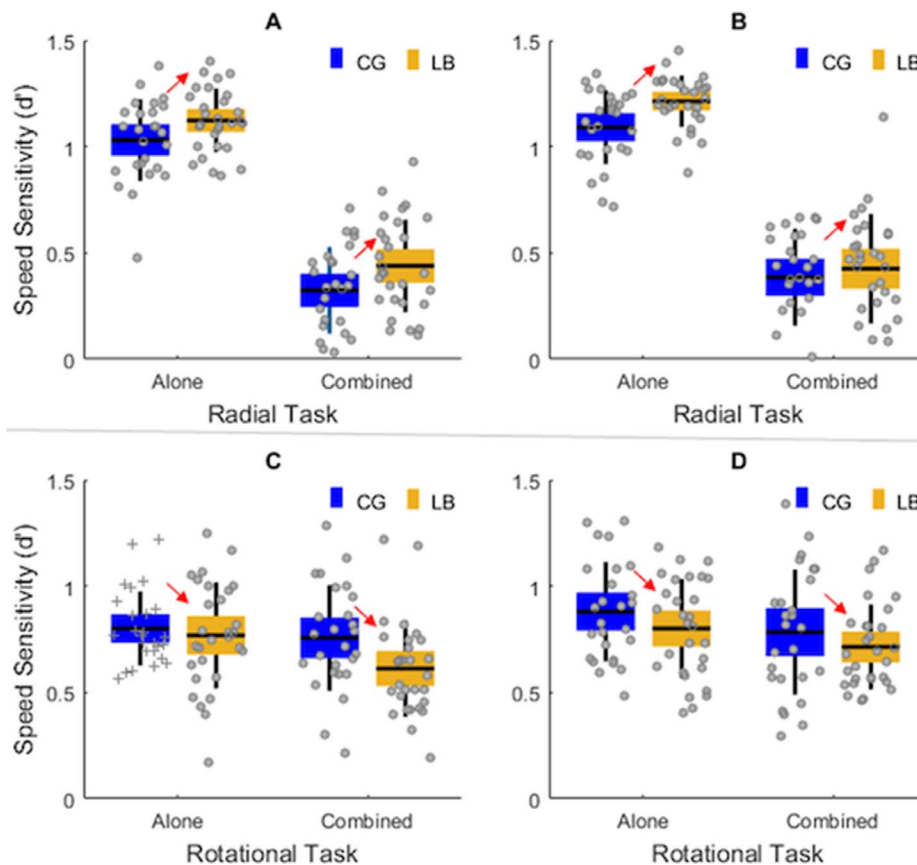 A
B
1.5
CG
LB
1.5
CG
LB
Speed Sensitivity (d')
1
1
0.5
0.5
0
0
Alone
Combined
Alone
Combined
Radial Task
Radial Task
C
D
1.5
CG
LB
1.5
CG
LB
Speed Sensitivity (d')
1
1
0.5
0.5
0
0
Alone
Combined
Alone
Combined
Rotational Task
Rotational Task